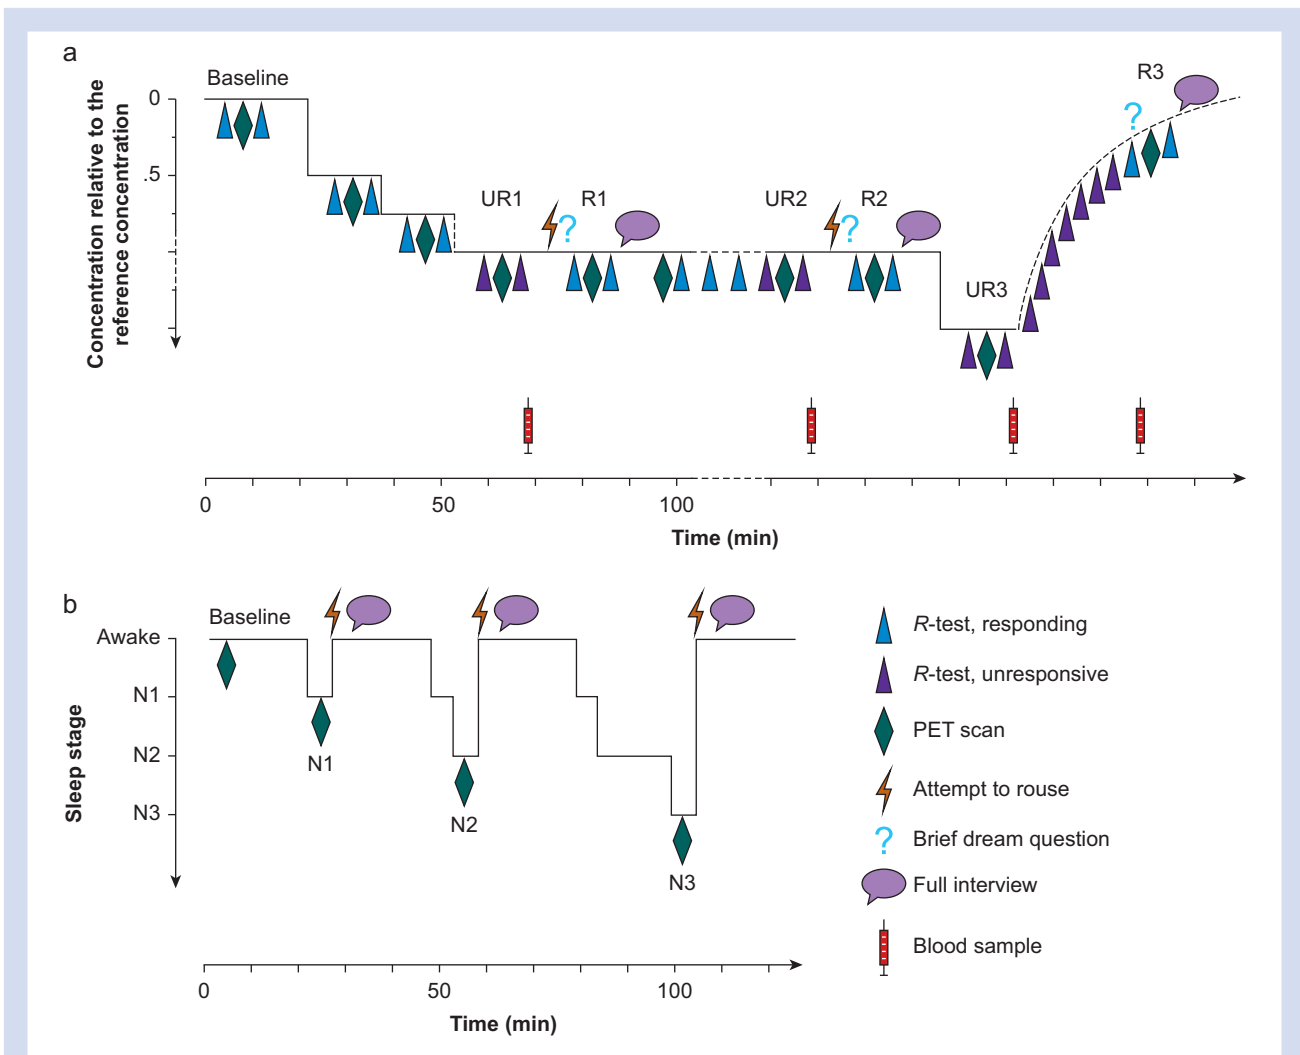 a
Baseline
R3
?
0
.5
UR1
?
R1
UR2
?
R2
UR3
Concentration relative to the
reference concentration
0
50
100
Time (min)
b
Baseline
Awake
N1
N2
N3
N1
N2
N3
Sleep stage
0
50
100
Time (min)
R-test, responding
R-test, unresponsive
PET scan
Attempt to rouse
? Brief dream question
Full interview
Blood sample